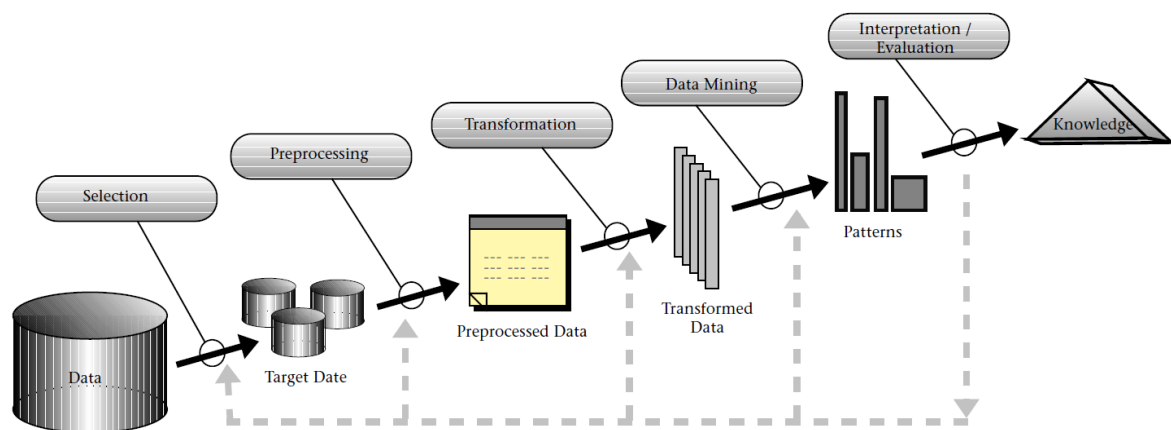 Interpretation /
Evaluation
Data Mining
Transformation
Preprocessing
Selection
Knowledge
Patterns
Transformed
Data
Preprocessed Data
Target Date
Data